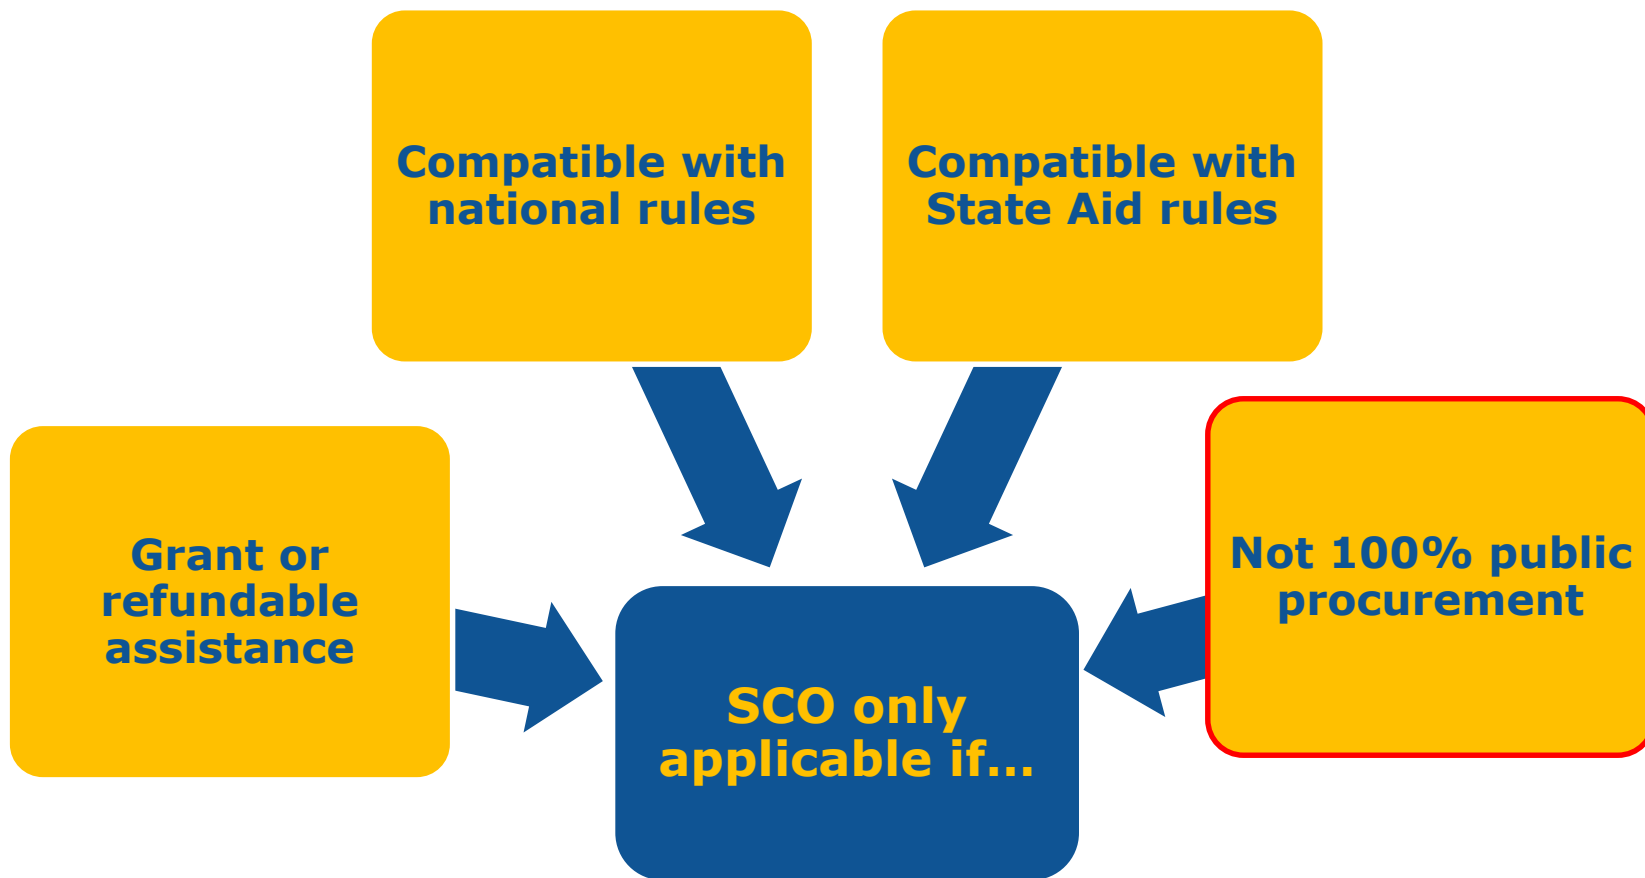 Compatible with
national rules
Compatible with
State Aid rules
Grant or
refundable
assistance
Not 100% public
procurement
SCO only
applicable if...